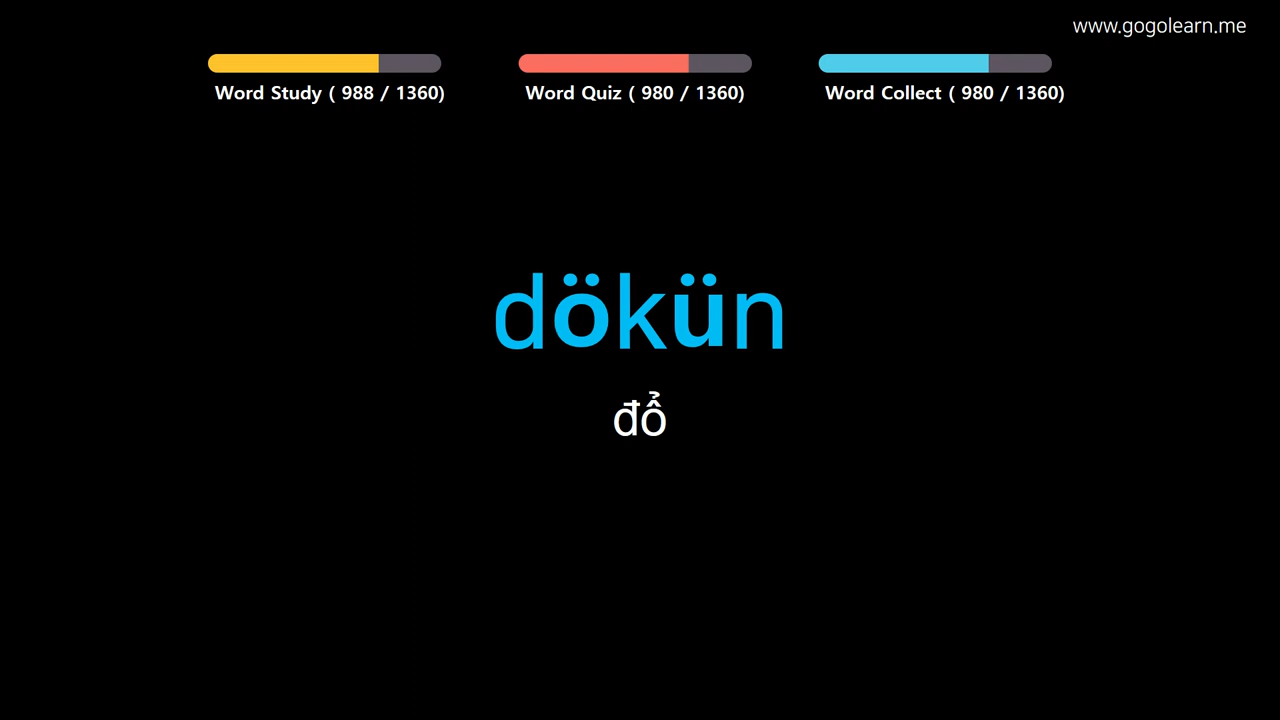 www.gogolearn.me
Word Study ( 988 / 1360)
Word Quiz ( 980 / 1360)
Word Collect ( 980 / 1360)
dökün
đổ